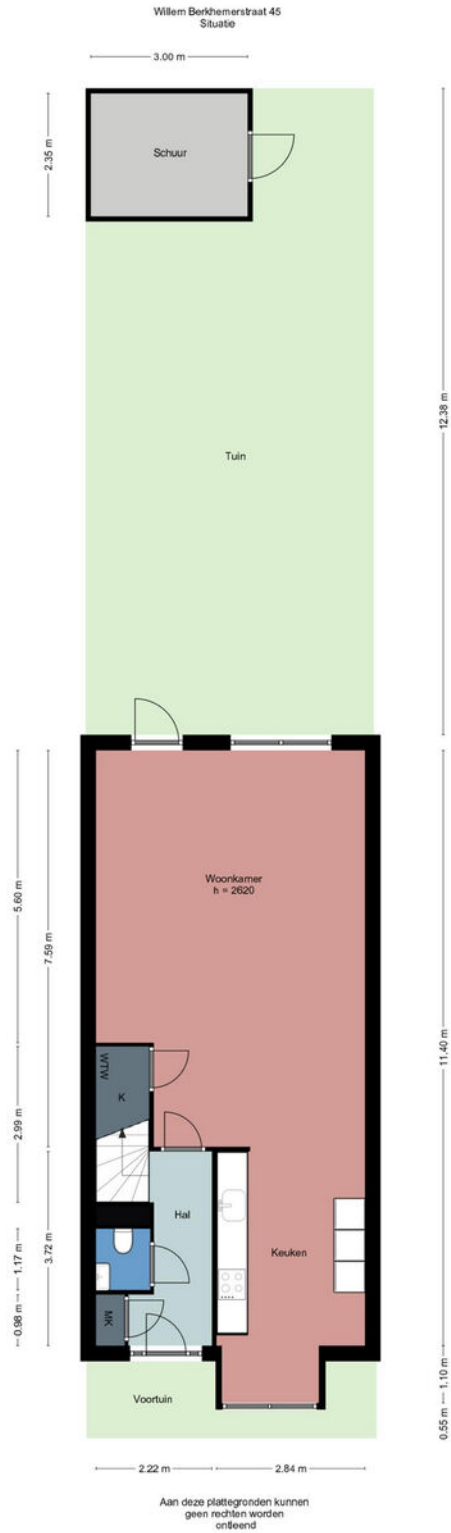 Willem Berkhemerstraat 45
Situatie
3.00 m
2.35 m
Schuur
12.38 m
Tuin
Woonkamer
h = 2620
5.60 m
7.59 m
11.40 m
WTW
K
2.99 m
Hal
3.72 m
Keuken
1.17 m
MK
0.98 m
Voortuin
1.10 m
0.55 m
2.22 m
2.84 m
Aan deze plattegronden kunnen
geen rechten worden
ontleend